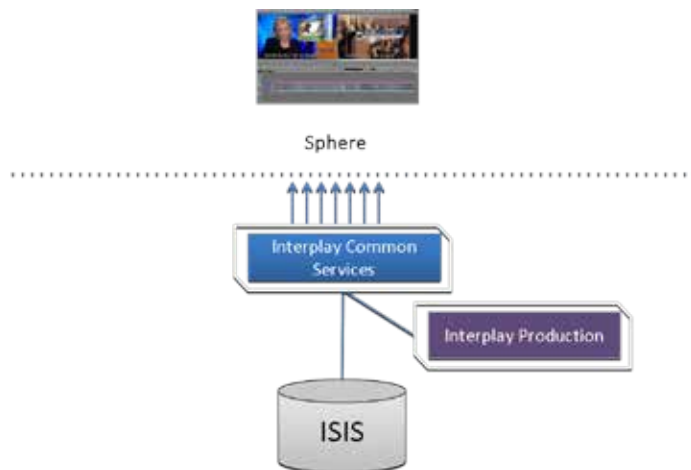 Sphere
Interplay Common
Services
Interplay Production
ISIS